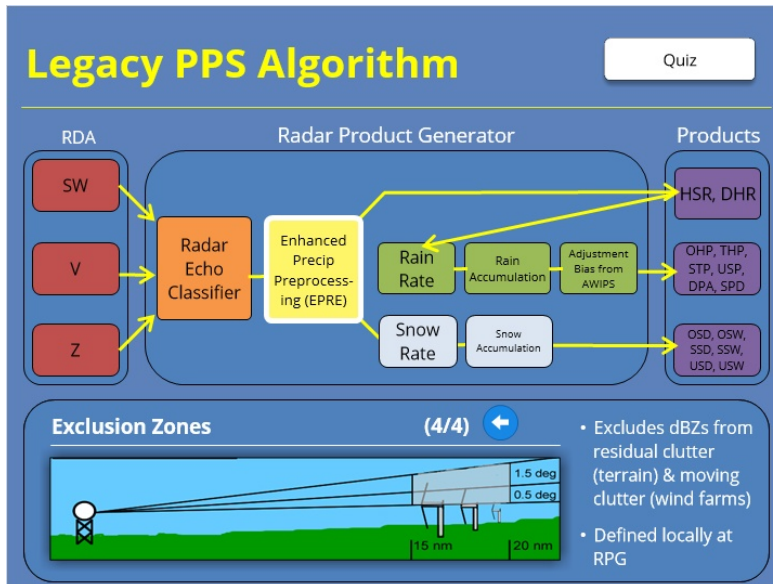 Legacy PPS Algorithm
Quiz
RDA
Radar Product Generator
Products
SW
V
Z
Radar
Echo
Classifier
Enhanced
Precip
Preprocess-
ing (EPRE)
Rain
Rate
Rain
Accumulation
Adjustment
Bias from
AWIPS
Snow
Rate
Snow
Accumulation
HSR, DHR
OHP, THP,
STP, USP,
DPA, SPD
OSD, OSW,
SSD, SSW,
USD, USW
Exclusion Zones
(4/4)
1.5 deg
0.5 deg
15 nm
20 nm
• Excludes dBZs from
residual clutter
(terrain) & moving
clutter (wind farms)
• Defined locally at
RPG